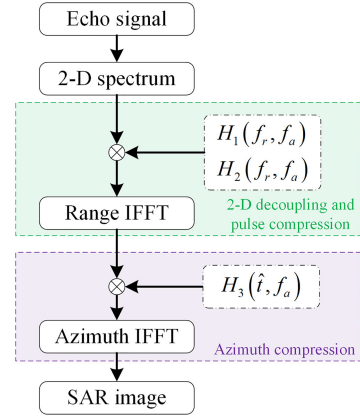 Echo signal
2-D spectrum
H₁(fᵣ, fₐ)
H₂(fᵣ, fₐ)
Range IFFT
2-D decoupling and
pulse compression
H₃(t̂, fₐ)
Azimuth IFFT
Azimuth compression
SAR image